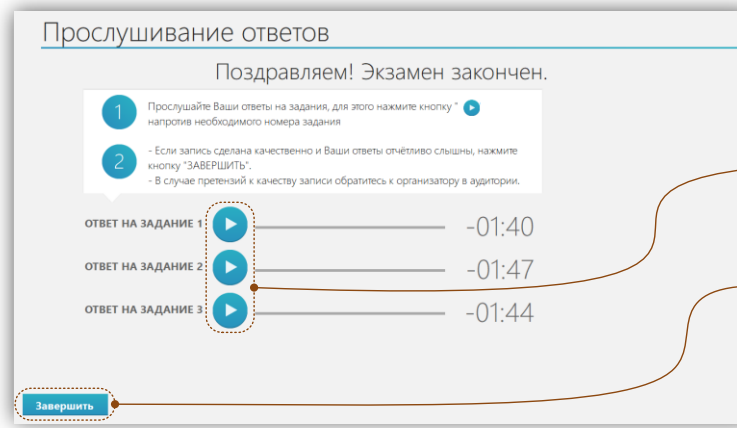 Прослушивание ответов
Поздравляем! Экзамен закончен.
1
Прослушайте Ваши ответы на задания, для этого нажмите кнопку "
напротив необходимого номера задания
2
- Если запись сделана качественно и Ваши ответы отчётливо слышны, нажмите
кнопку "ЗАВЕРШИТЬ".
- В случае претензий к качеству записи обратитесь к организатору в аудитории.
ОТВЕТ НА ЗАДАНИЕ 1 -01:40
ОТВЕТ НА ЗАДАНИЕ 2 -01:47
ОТВЕТ НА ЗАДАНИЕ 3 -01:44
Завершить